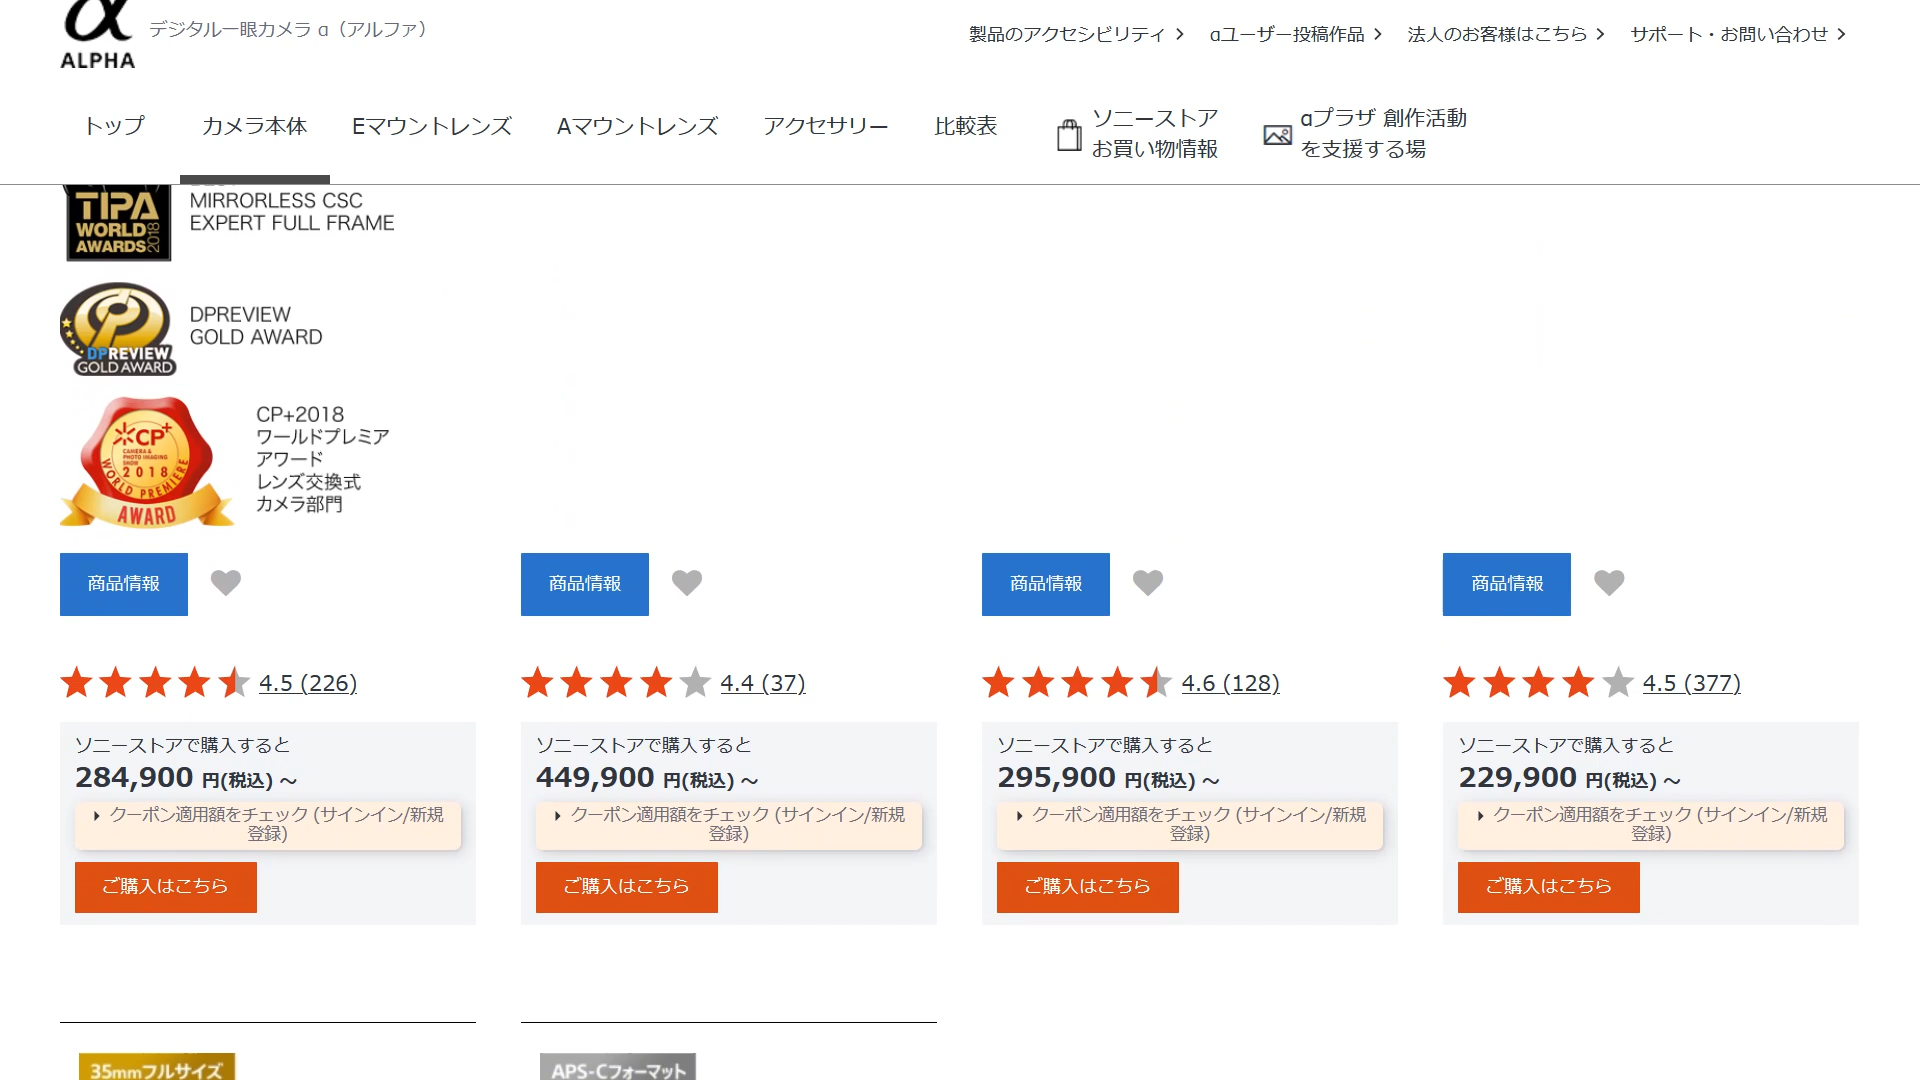 α
ALPHA
デジタル一眼カメラ α（アルファ）
製品のアクセシビリティ
αユーザー投稿作品
法人のお客様はこちら
サポート・お問い合わせ
トップ
カメラ本体
Eマウントレンズ
Aマウントレンズ
アクセサリー
比較表
ソニーストア
お買い物情報
αプラザ 創作活動
を支援する場
TIPA
WORLD
AWARDS 2018
MIRRORLESS CSC
EXPERT FULL FRAME
DPREVIEW
GOLD AWARD
DPREVIEW
GOLD AWARD
CP+
CAMERA &
PHOTO IMAGING
SHOW
2018
WORLD PREMIERE
AWARD
CP+2018
ワールドプレミア
アワード
レンズ交換式
カメラ部門
商品情報
商品情報
商品情報
商品情報
4.5 (226)
4.4 (37)
4.6 (128)
4.5 (377)
ソニーストアで購入すると
284,900 円(税込) ～
クーポン適用額をチェック (サインイン/新規
登録)
ご購入はこちら
ソニーストアで購入すると
449,900 円(税込) ～
クーポン適用額をチェック (サインイン/新規
登録)
ご購入はこちら
ソニーストアで購入すると
295,900 円(税込) ～
クーポン適用額をチェック (サインイン/新規
登録)
ご購入はこちら
ソニーストアで購入すると
229,900 円(税込) ～
クーポン適用額をチェック (サインイン/新規
登録)
ご購入はこちら
35mmフルサイズ
APS-Cフォーマット